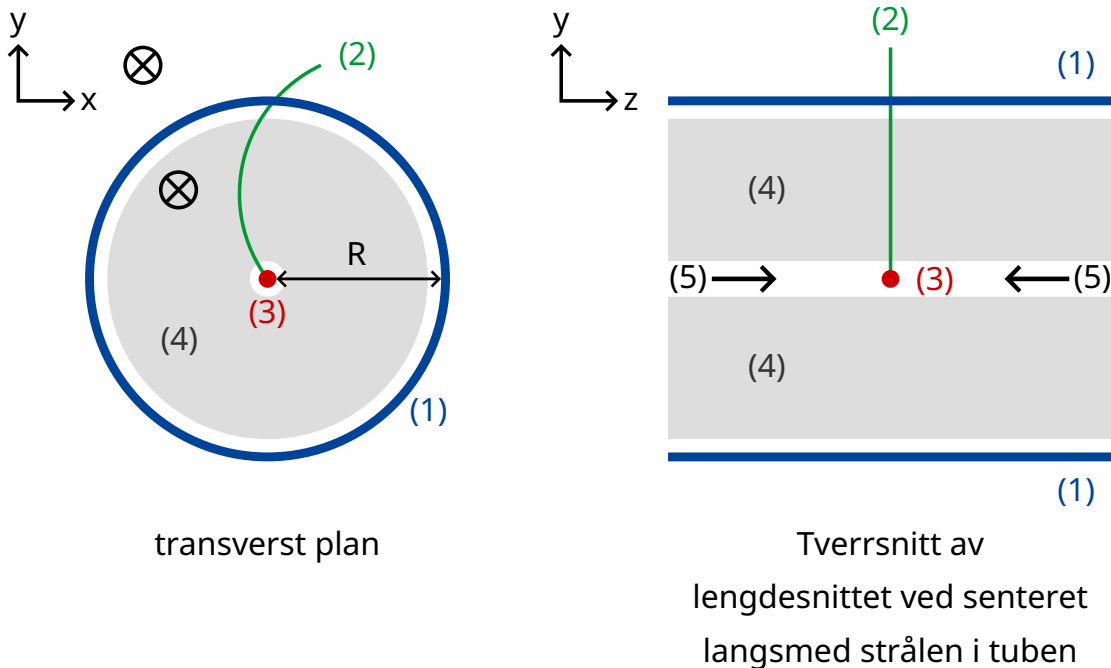 y
x
(2)
R
(3)
(4)
(1)
transverst plan
y
z
(2)
(1)
(4)
(5)
(3)
(5)
(4)
(1)
Tverrsnitt av
lengdesnittet ved senteret
langsmed strålen i tuben